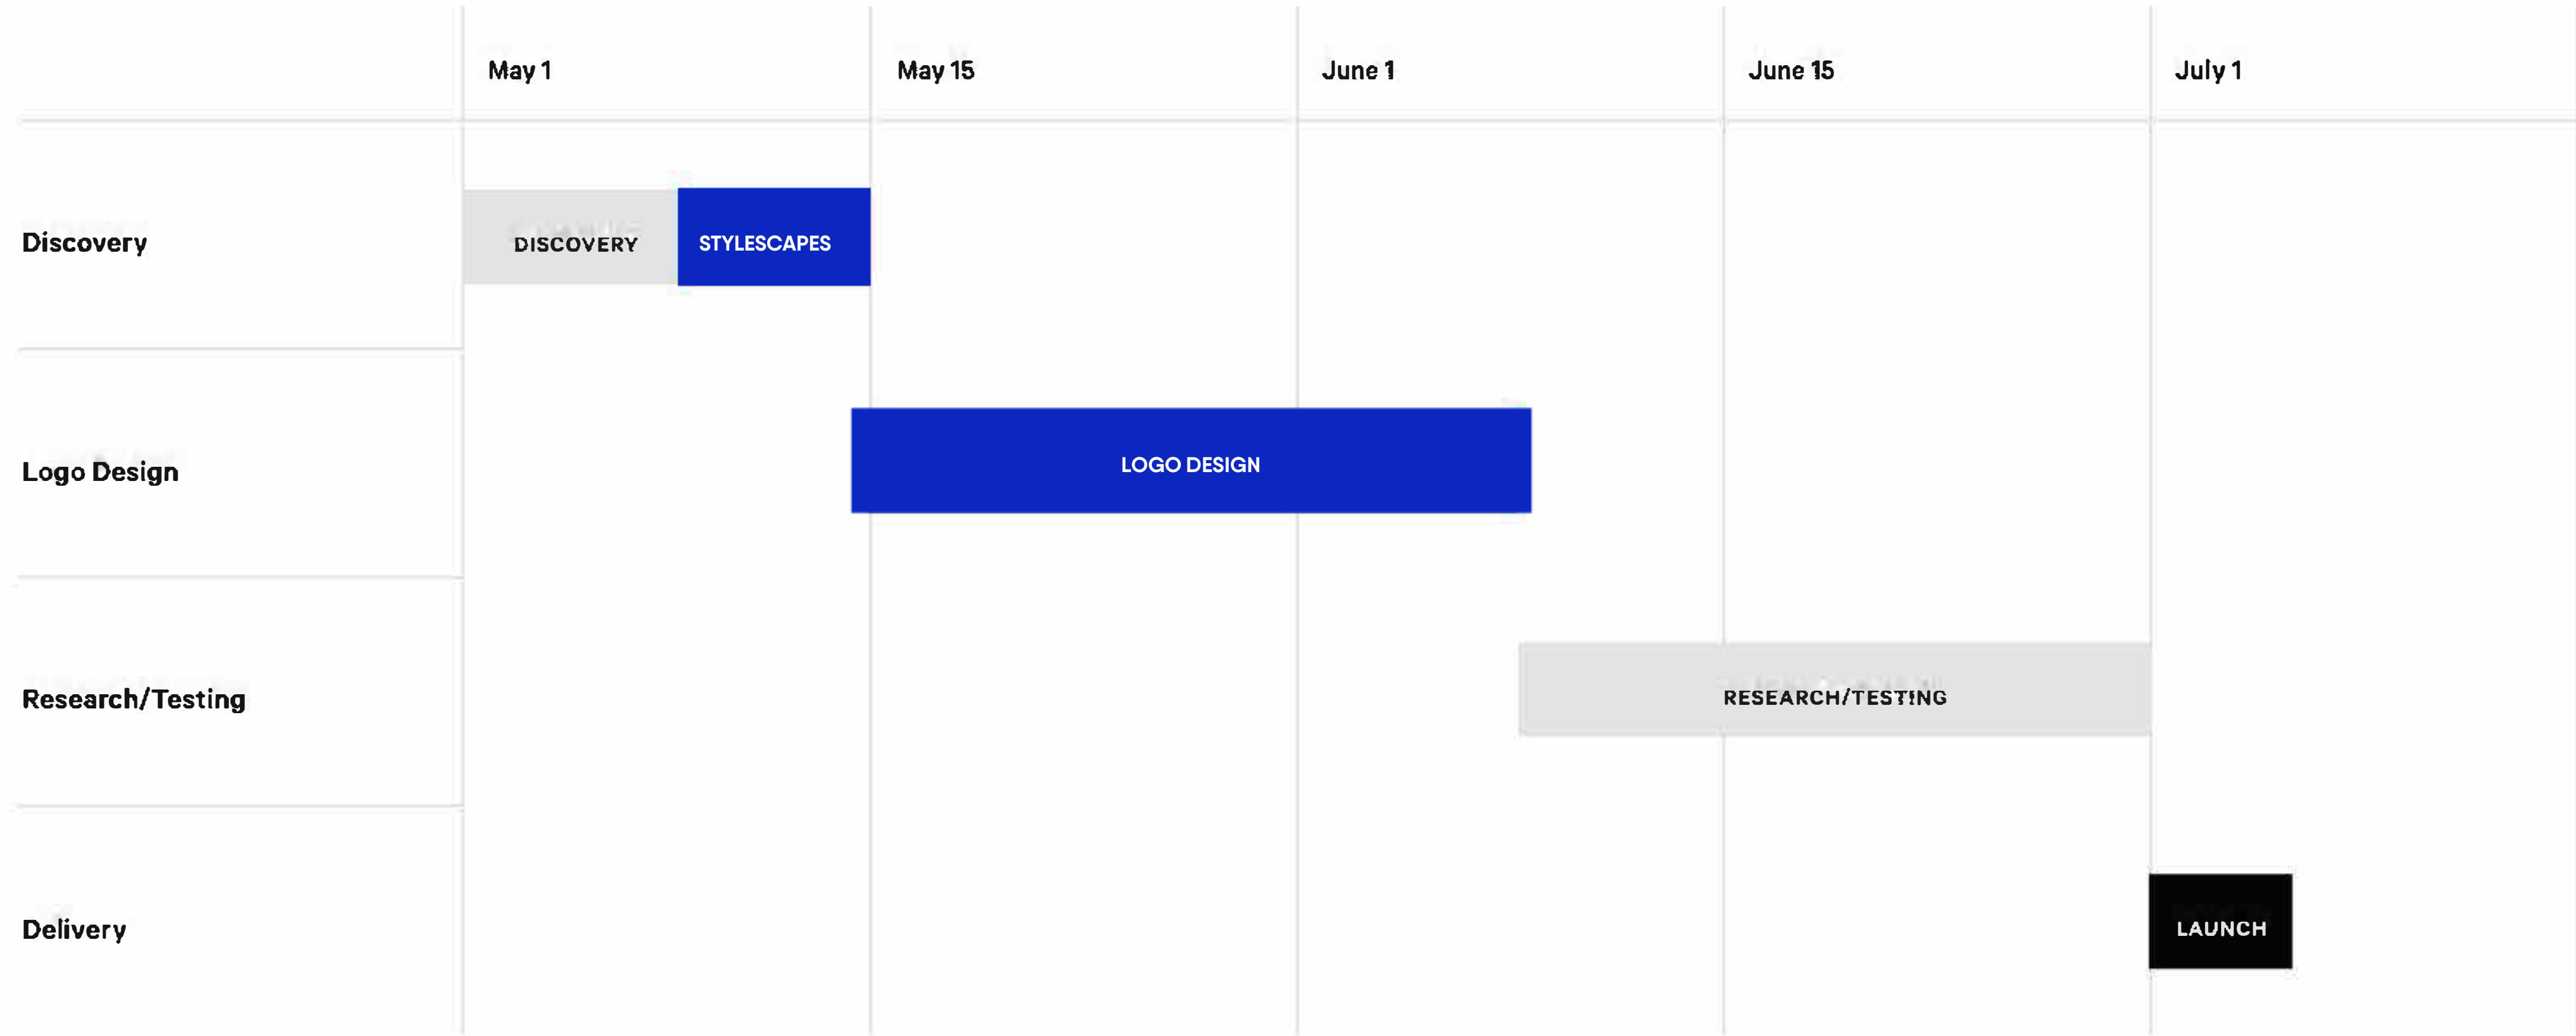 May 1
May 15
June 1
June 15
July 1
Discovery
DISCOVERY
STYLESCAPES
Logo Design
LOGO DESIGN
Research/Testing
RESEARCH/TESTING
Delivery
LAUNCH